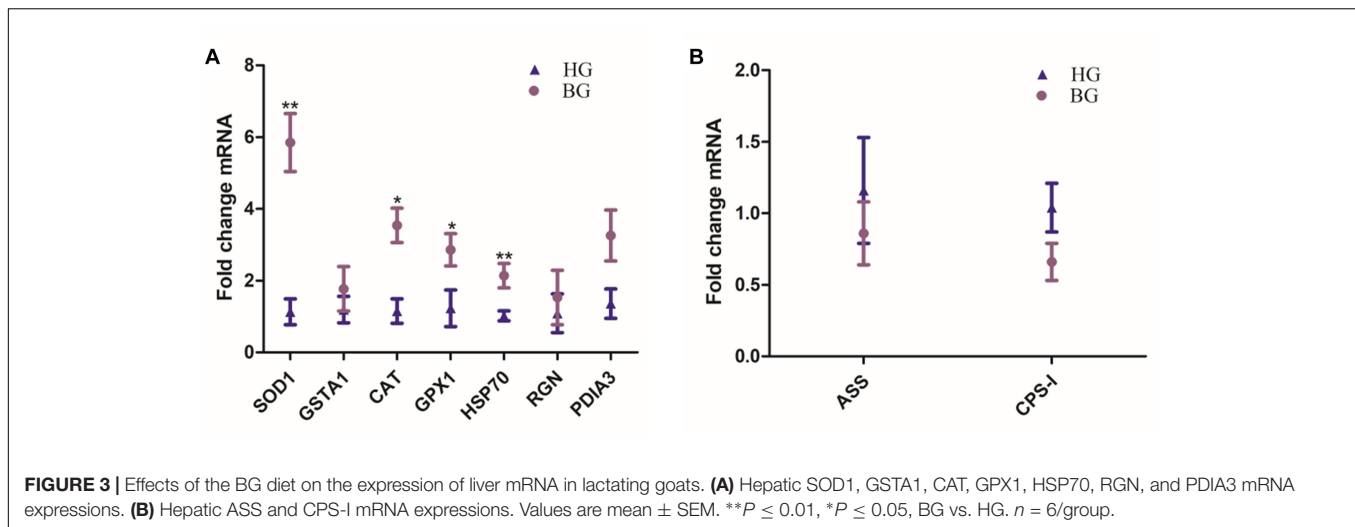 A
8
6
4
2
0
Fold change mRNA
HG
BG
**
*
*
**
SOD1
GSTA1
CAT
GPX1
HSP70
RGN
PDIA3
B
2.0
1.5
1.0
0.5
0.0
Fold change mRNA
HG
BG
ASS
CPS-I
FIGURE 3 | Effects of the BG diet on the expression of liver mRNA in lactating goats. (A) Hepatic SOD1, GSTA1, CAT, GPX1, HSP70, RGN, and PDIA3 mRNA
expressions. (B) Hepatic ASS and CPS-I mRNA expressions. Values are mean ± SEM. **P ≤ 0.01, *P ≤ 0.05, BG vs. HG. n = 6/group.